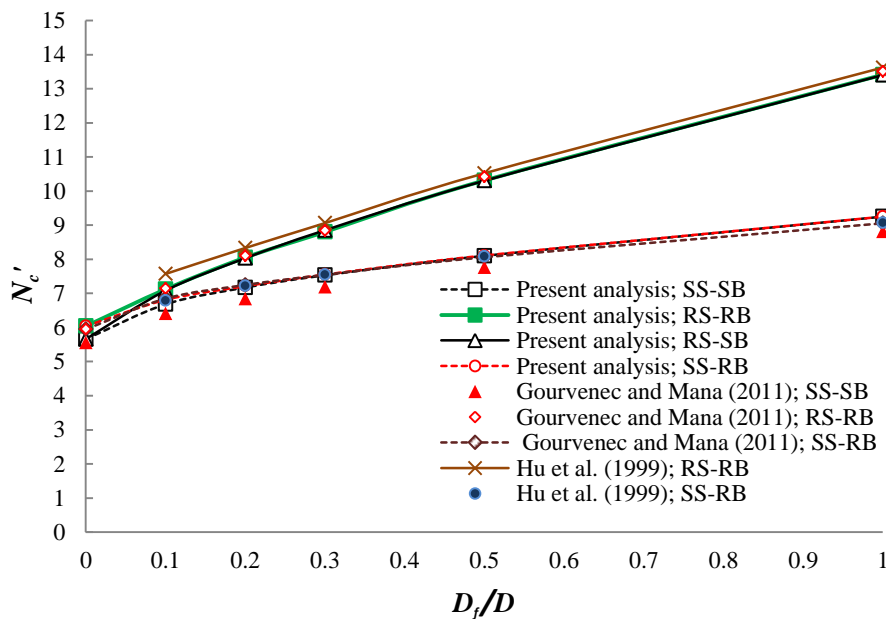 15
14
13
12
11
10
9
8
7
6
5
4
3
2
1
0
N_c'
Present analysis; SS-SB
Present analysis; RS-RB
Present analysis; RS-SB
Present analysis; SS-RB
Gourvenec and Mana (2011); SS-SB
Gourvenec and Mana (2011); RS-RB
Gourvenec and Mana (2011); SS-RB
Hu et al. (1999); RS-RB
Hu et al. (1999); SS-RB
0 0.1 0.2 0.3 0.4 0.5 0.6 0.7 0.8 0.9 1
D_f/D